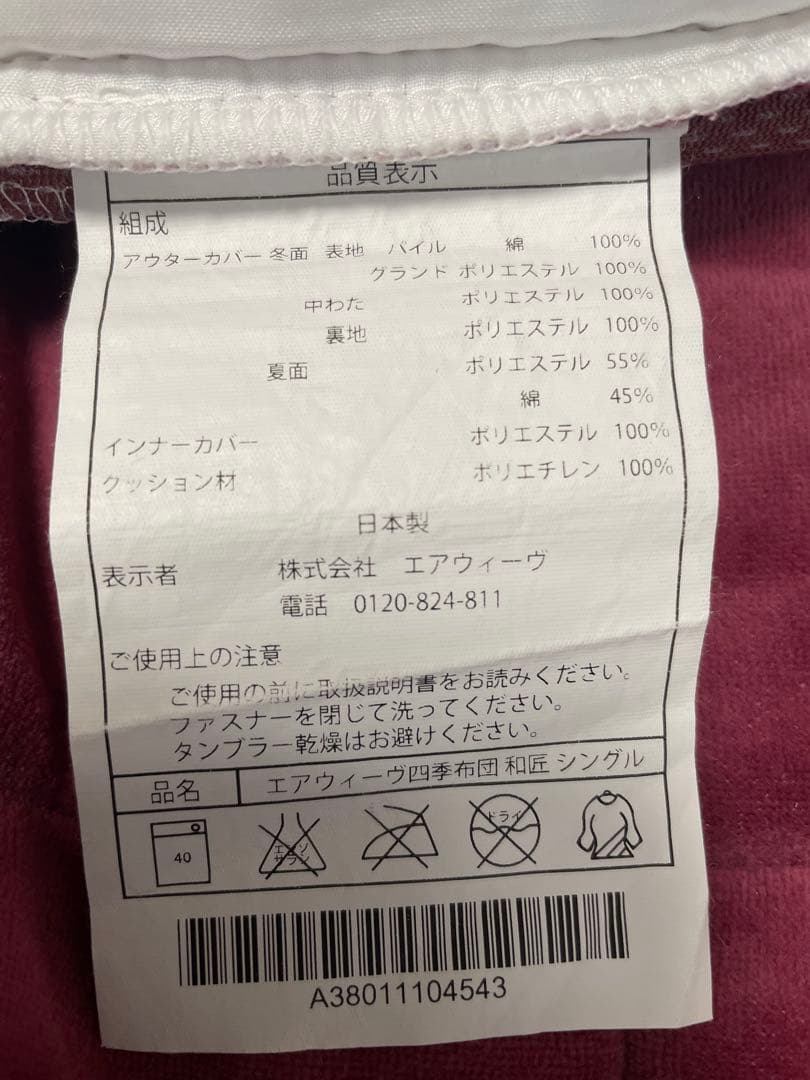 品質表示
組成
アウターカバー 冬面 表地 パイル 綿 100%
グランド ポリエステル 100%
中わた ポリエステル 100%
裏地 ポリエステル 100%
夏面 ポリエステル 55%
綿 45%
インナーカバー ポリエステル 100%
クッション材 ポリエチレン 100%
日本製
表示者 株式会社 エアウィーヴ
電話 0120-824-811
ご使用上の注意
ご使用の前に取扱説明書をお読みください。
ファスナーを閉じて洗ってください。
タンブラー乾燥はお避けください。
品名 エアウィーヴ四季布団 和匠 シングル
40 エンソ ドライ
サラシ
A38011104543